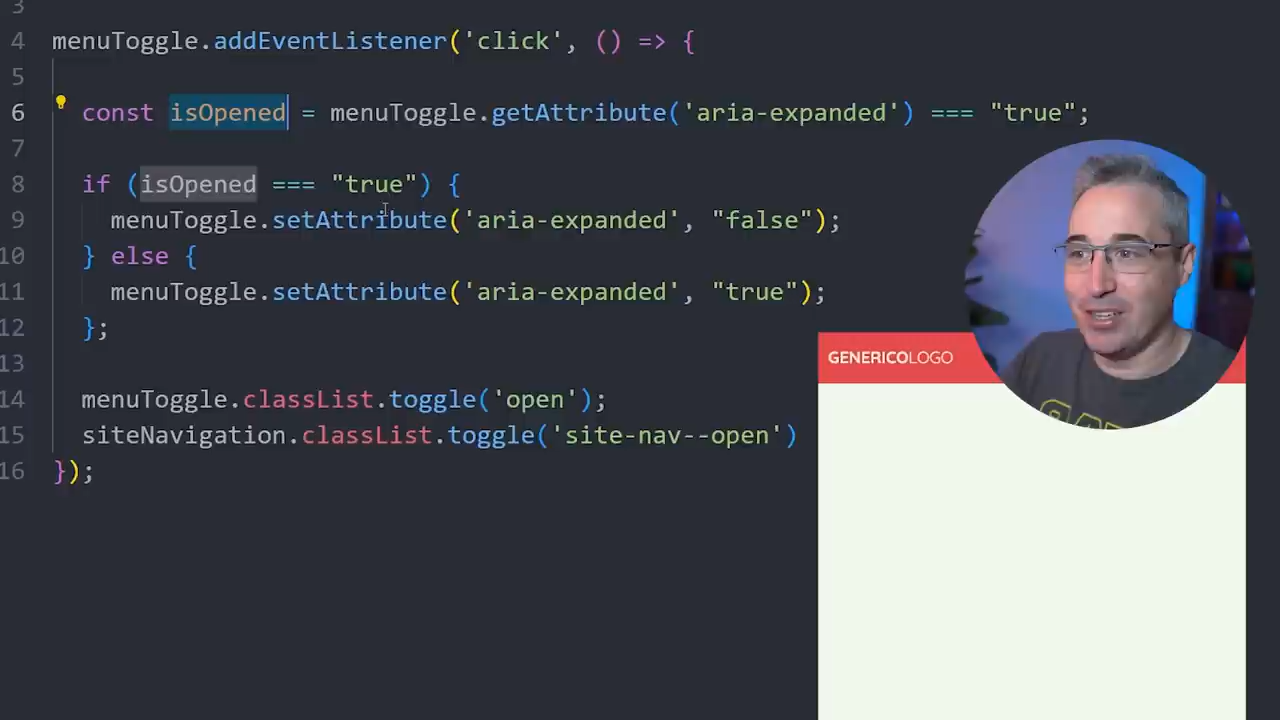 3
4 menuToggle.addEventListener('click', () => {
5
6 const isOpened = menuToggle.getAttribute('aria-expanded') === "true";
7
8 if (isOpened === "true") {
9 menuToggle.setAttribute('aria-expanded', "false");
10 } else {
11 menuToggle.setAttribute('aria-expanded', "true");
12 };
13
GENERICOLOGO
14 menuToggle.classList.toggle('open');
15 siteNavigation.classList.toggle('site-nav--open')
16 });